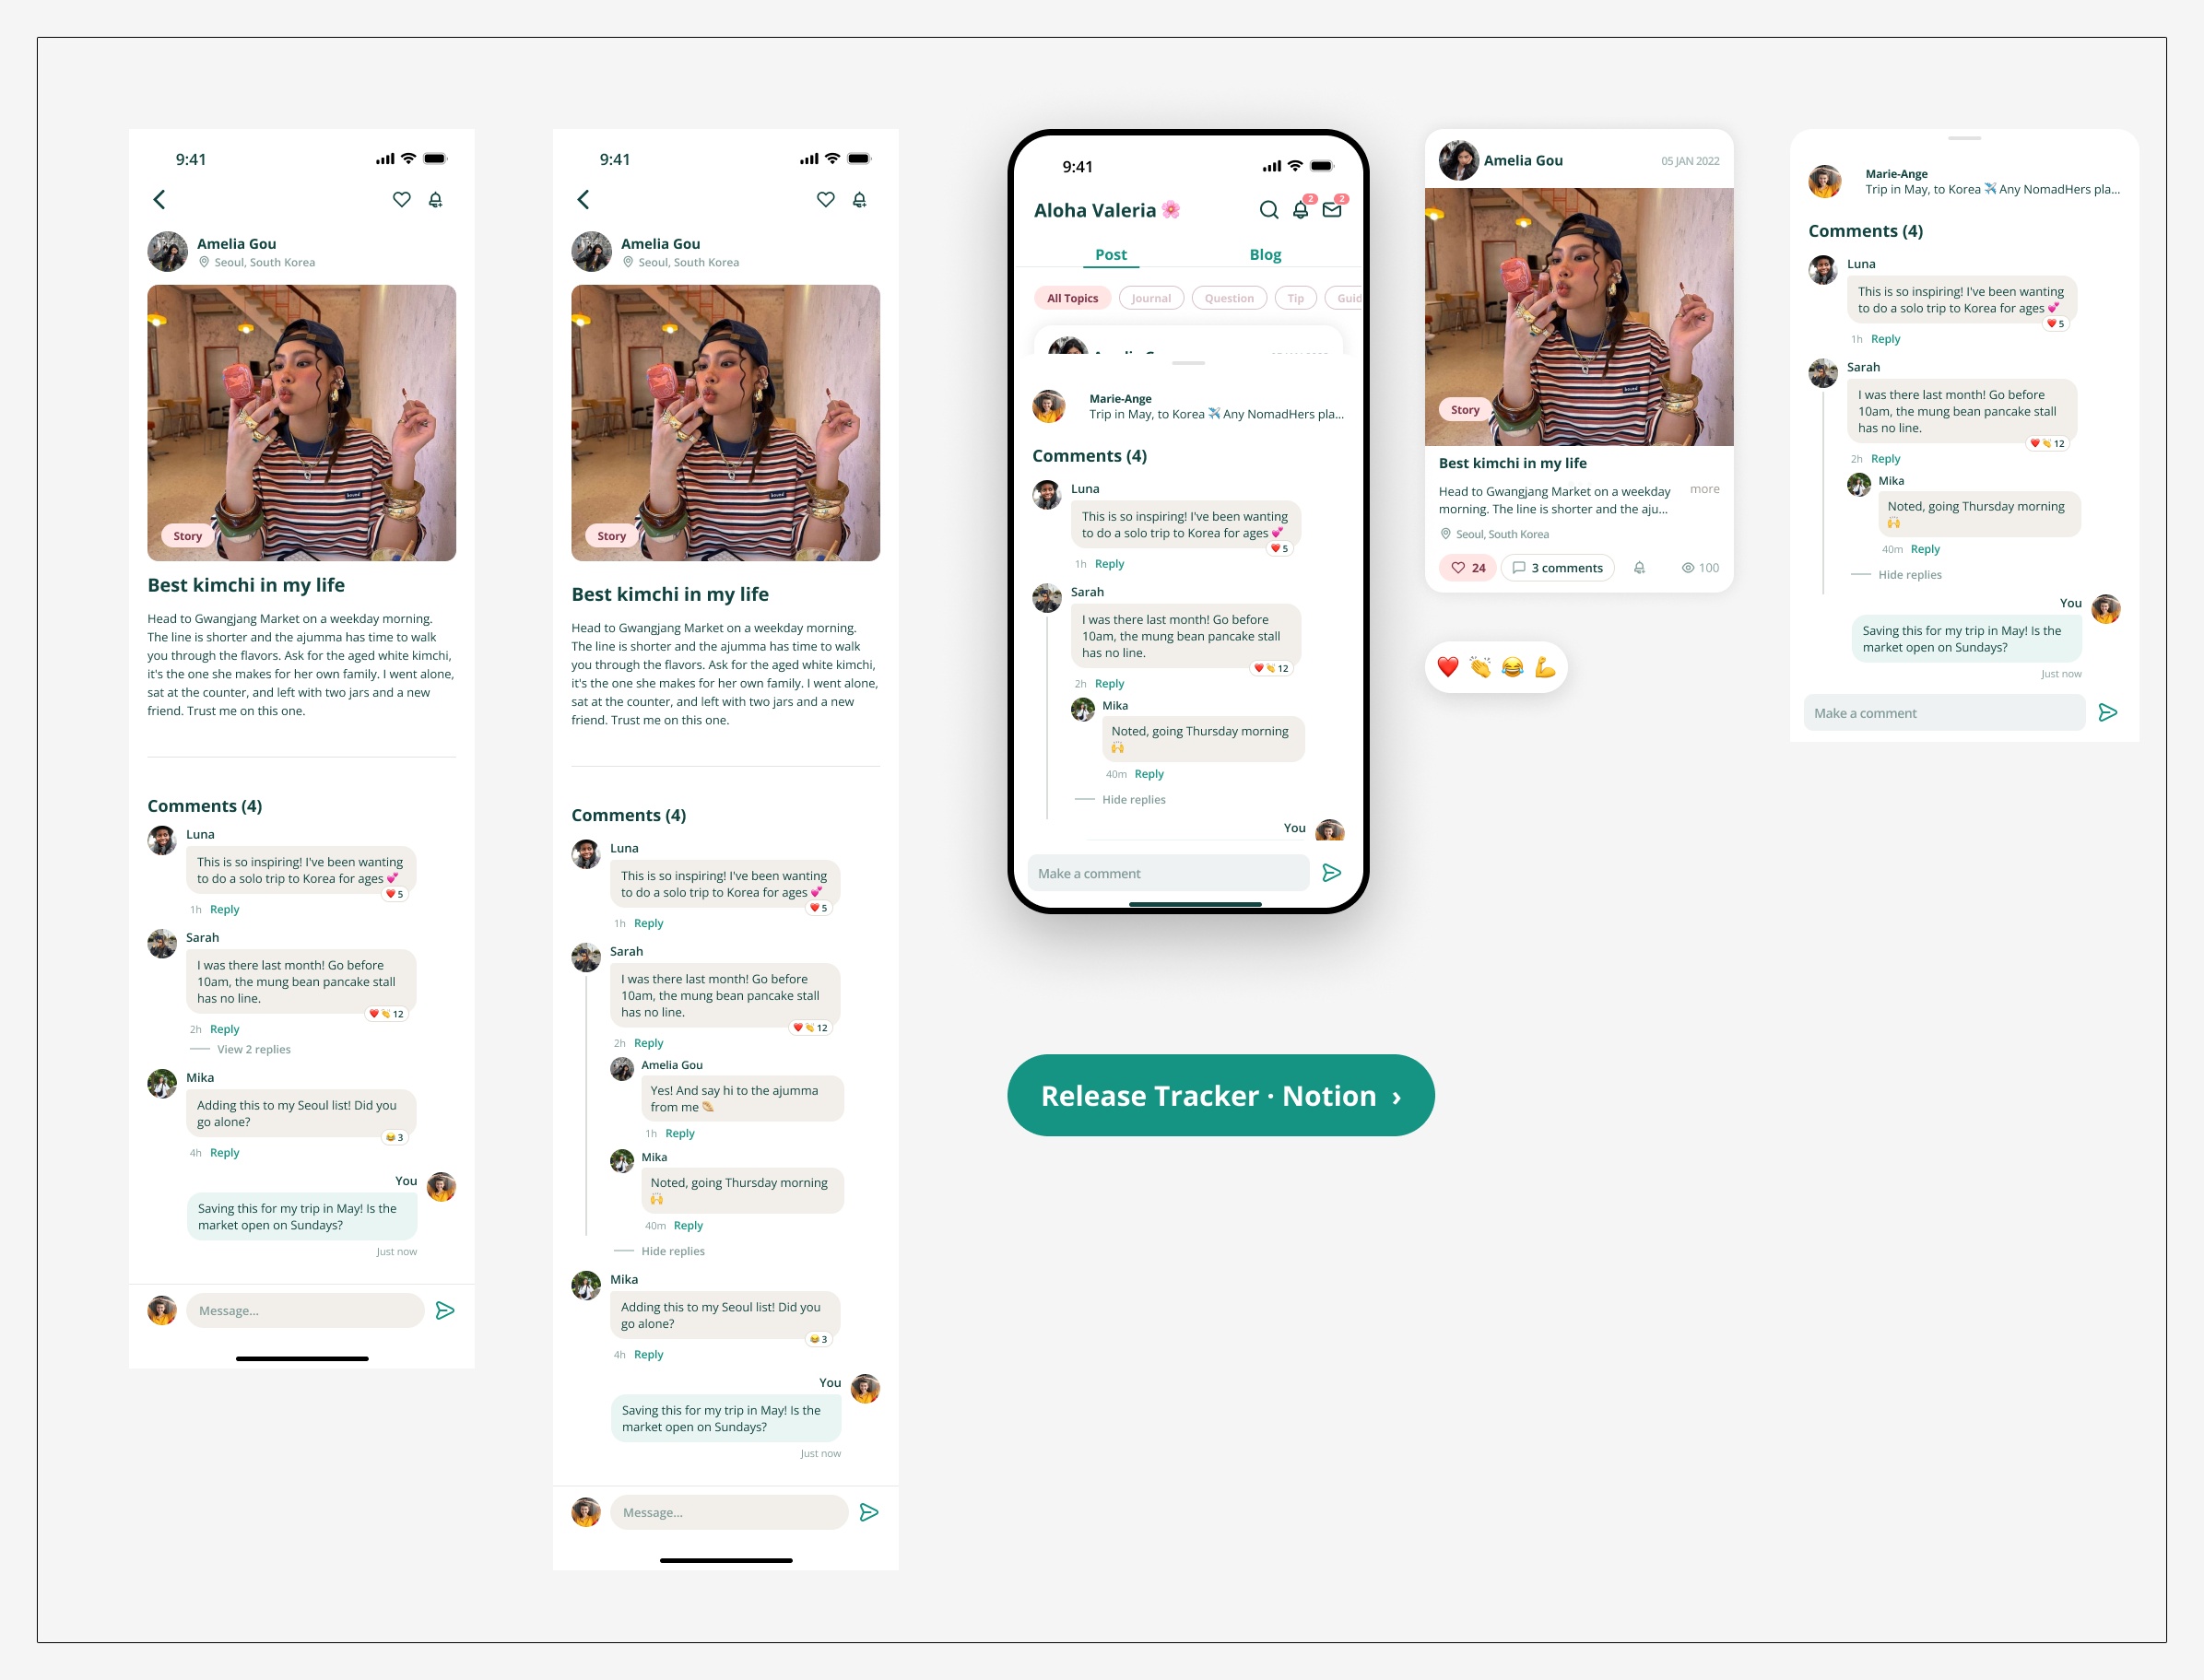 9:41
Amelia Gou
Seoul, South Korea
Story
Best kimchi in my life
Head to Gwangjang Market on a weekday morning.
The line is shorter and the ajumma has time to walk
you through the flavors. Ask for the aged white kimchi,
it's the one she makes for her own family. I went alone,
sat at the counter, and left with two jars and a new
friend. Trust me on this one.
Comments (4)
Luna
This is so inspiring! I've been wanting
to do a solo trip to Korea for ages 💕
❤️ 5
1h Reply
Sarah
I was there last month! Go before
10am, the mung bean pancake stall
has no line.
❤️ 👏 12
2h Reply
View 2 replies
Mika
Adding this to my Seoul list! Did you
go alone?
😂 3
4h Reply
You
Saving this for my trip in May! Is the
market open on Sundays?
Just now
Message...
9:41
Amelia Gou
Seoul, South Korea
Story
Best kimchi in my life
Head to Gwangjang Market on a weekday morning.
The line is shorter and the ajumma has time to walk
you through the flavors. Ask for the aged white kimchi,
it's the one she makes for her own family. I went alone,
sat at the counter, and left with two jars and a new
friend. Trust me on this one.
Comments (4)
Luna
This is so inspiring! I've been wanting
to do a solo trip to Korea for ages 💕
❤️ 5
1h Reply
Sarah
I was there last month! Go before
10am, the mung bean pancake stall
has no line.
❤️ 👏 12
2h Reply
Amelia Gou
Yes! And say hi to the ajumma
from me
1h Reply
Mika
Noted, going Thursday morning
🙌
40m Reply
Hide replies
Mika
Adding this to my Seoul list! Did you
go alone?
😂 3
4h Reply
You
Saving this for my trip in May! Is the
market open on Sundays?
Just now
Message...
9:41
Aloha Valeria 🌸
2 2
Post Blog
All Topics Journal Question Tip Guid
Marie-Ange
Trip in May, to Korea ✈️ Any NomadHers pla...
Comments (4)
Luna
This is so inspiring! I've been wanting
to do a solo trip to Korea for ages 💕
❤️ 5
1h Reply
Sarah
I was there last month! Go before
10am, the mung bean pancake stall
has no line.
❤️ 👏 12
2h Reply
Mika
Noted, going Thursday morning
🙌
40m Reply
Hide replies
You
Make a comment
Release Tracker · Notion ›
Amelia Gou 05 JAN 2022
Story
Best kimchi in my life
Head to Gwangjang Market on a weekday more
morning. The line is shorter and the aju...
Seoul, South Korea
24 3 comments 100
❤️ 👏 😂 💪
Marie-Ange
Trip in May, to Korea ✈️ Any NomadHers pla...
Comments (4)
Luna
This is so inspiring! I've been wanting
to do a solo trip to Korea for ages 💕
❤️ 5
1h Reply
Sarah
I was there last month! Go before
10am, the mung bean pancake stall
has no line.
❤️ 👏 12
2h Reply
Mika
Noted, going Thursday morning
🙌
40m Reply
Hide replies
You
Saving this for my trip in May! Is the
market open on Sundays?
Just now
Make a comment